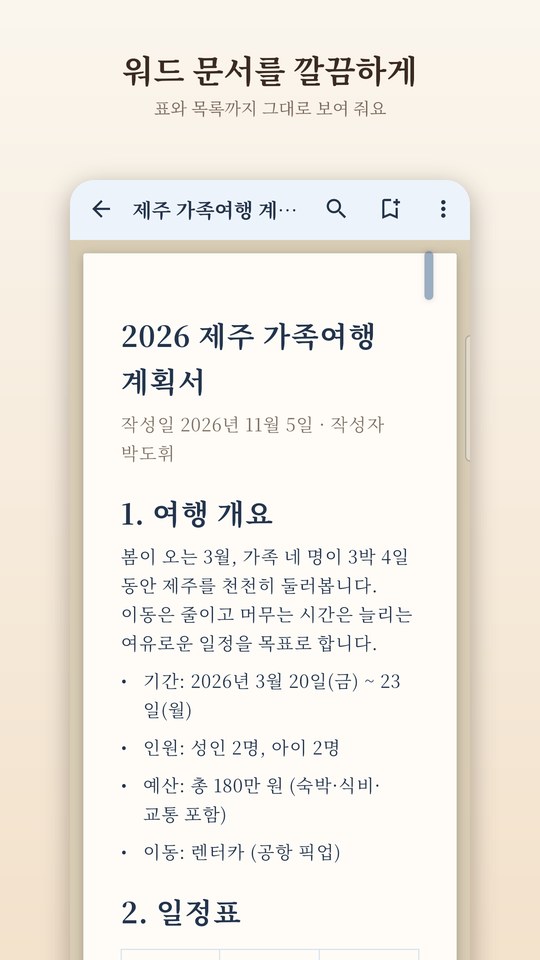 워드 문서를 깔끔하게
표와 목록까지 그대로 보여 줘요
제주 가족여행 계…
2026 제주 가족여행
계획서
작성일 2026년 11월 5일 · 작성자
박도휘
1. 여행 개요
봄이 오는 3월, 가족 네 명이 3박 4일
동안 제주를 천천히 둘러봅니다.
이동은 줄이고 머무는 시간은 늘리는
여유로운 일정을 목표로 합니다.
• 기간: 2026년 3월 20일(금) ~ 23
일(월)
• 인원: 성인 2명, 아이 2명
• 예산: 총 180만 원 (숙박·식비·
교통 포함)
• 이동: 렌터카 (공항 픽업)
2. 일정표